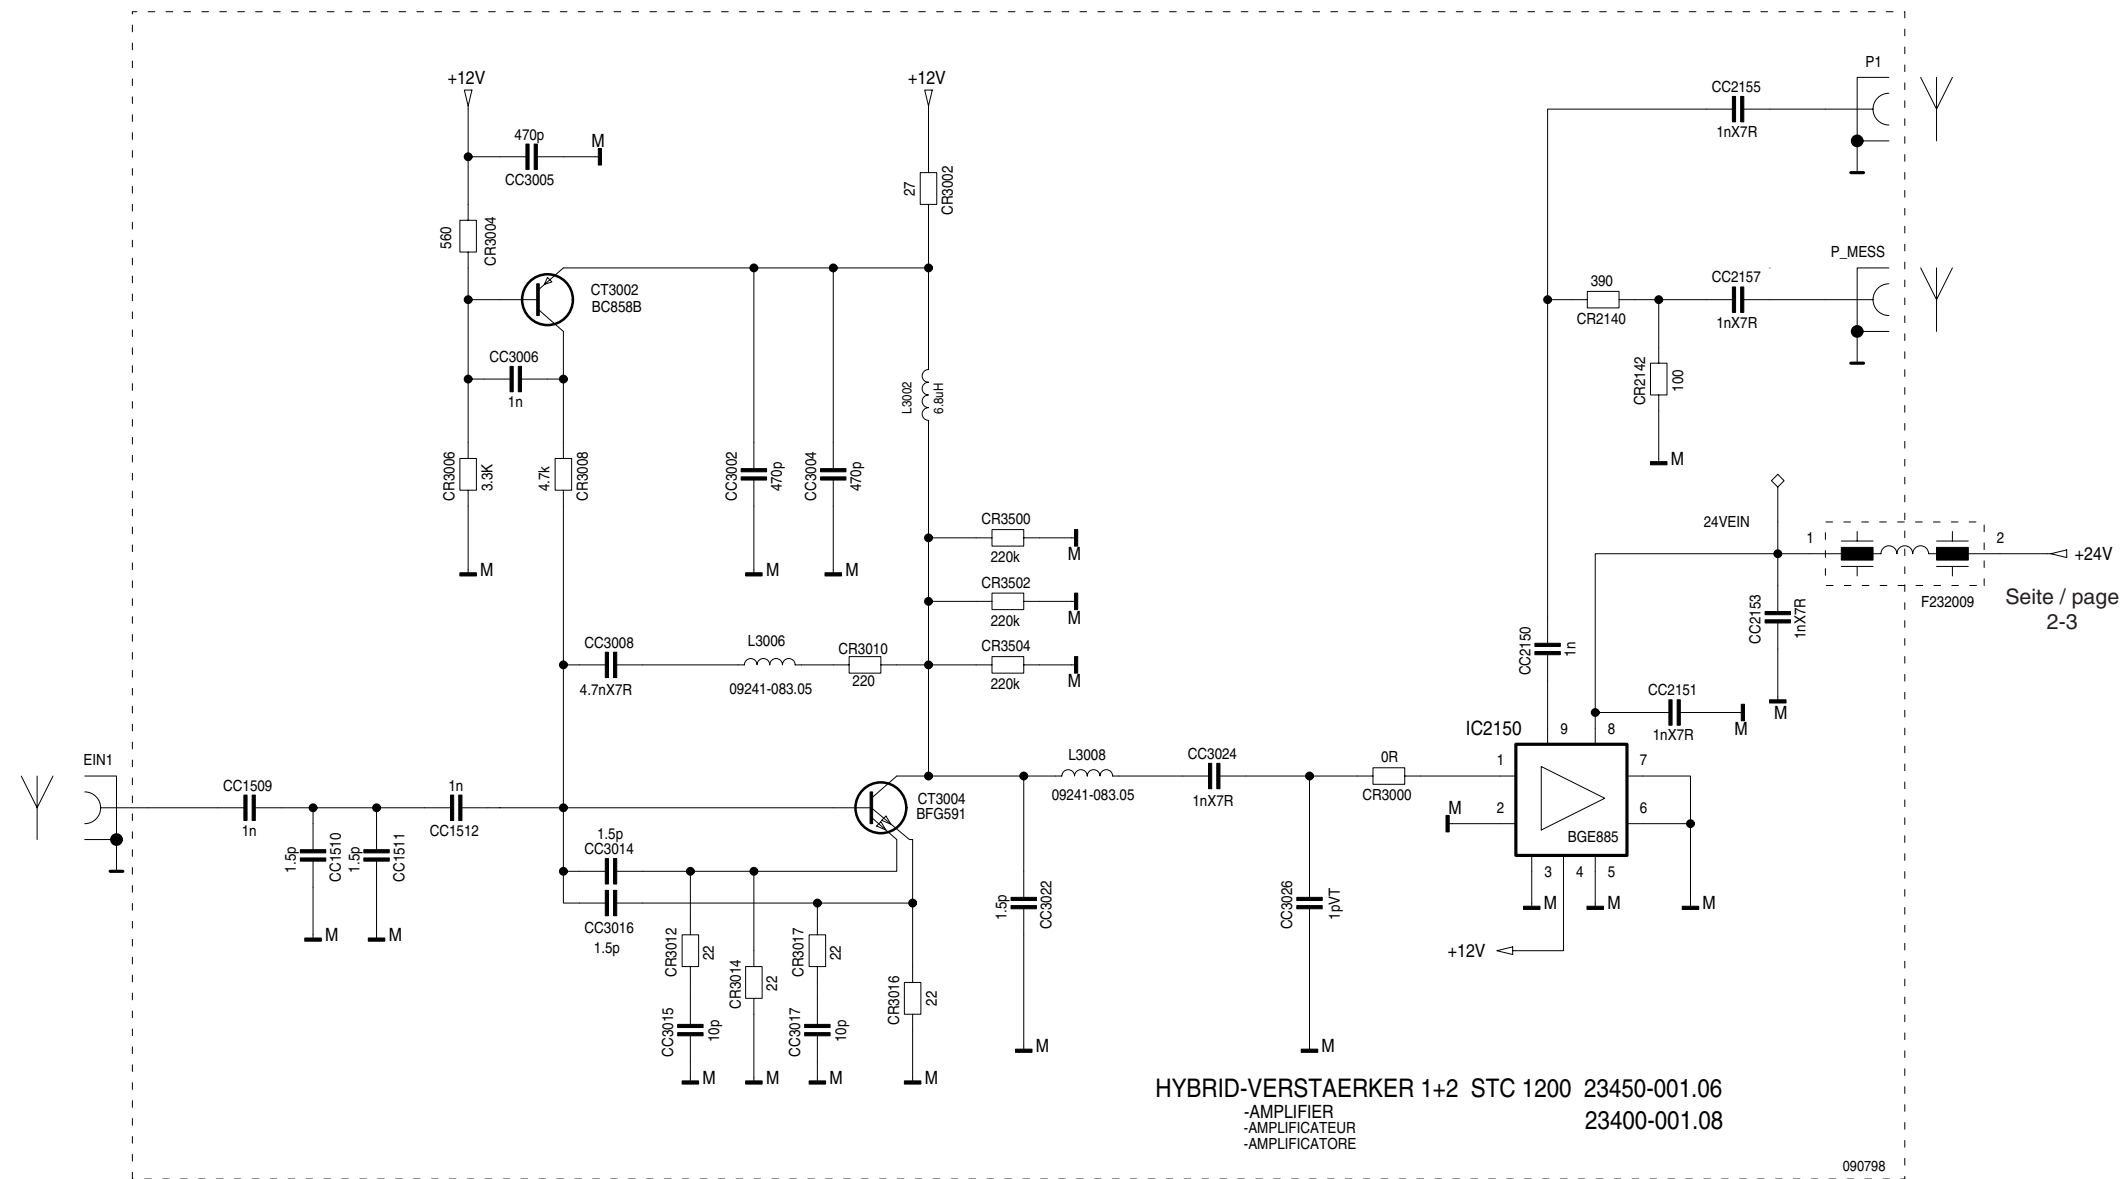 P1
+12V
+12V
CC2155
1nX7R
470p
M
CC3005
27
CR3002
560
CR3004
P_MESS
CT3002
BC858B
390
CC2157
CR2140
1nX7R
CC3006
1n
L3002
6.8uH
CR2142
100
M
CR3006
3.3K
4.7k
CR3008
CC3002
470p
CC3004
470p
M
M
M
CR3500
220k
M
CR3502
220k
M
CR3504
220k
M
24VEIN
1
2
+24V
F232009
Seite / page
2-3
CC2153
1nX7R
M
CC2150
1n
CC3008
4.7nX7R
L3006
09241-083.05
CR3010
220
CC2151
1nX7R
M
IC2150
9
8
1
7
2
6
M
BGE885
3
4
5
M
M
M
+12V
EIN1
CC1509
1n
1n
CC1512
1.5p
CC1510
M
1.5p
CC1511
M
CT3004
BFG591
L3008
09241-083.05
CC3024
1nX7R
0R
CR3000
1.5p
CC3014
CC3016
1.5p
CR3012
22
CR3014
22
CR3017
22
CR3016
22
CC3015
10p
CC3017
10p
M
M
M
M
1.5p
CC3022
M
CC3026
1pVT
M
HYBRID-VERSTAERKER 1+2 STC 1200 23450-001.06
-AMPLIFIER
23400-001.08
-AMPLIFICATEUR
-AMPLIFICATORE
090798